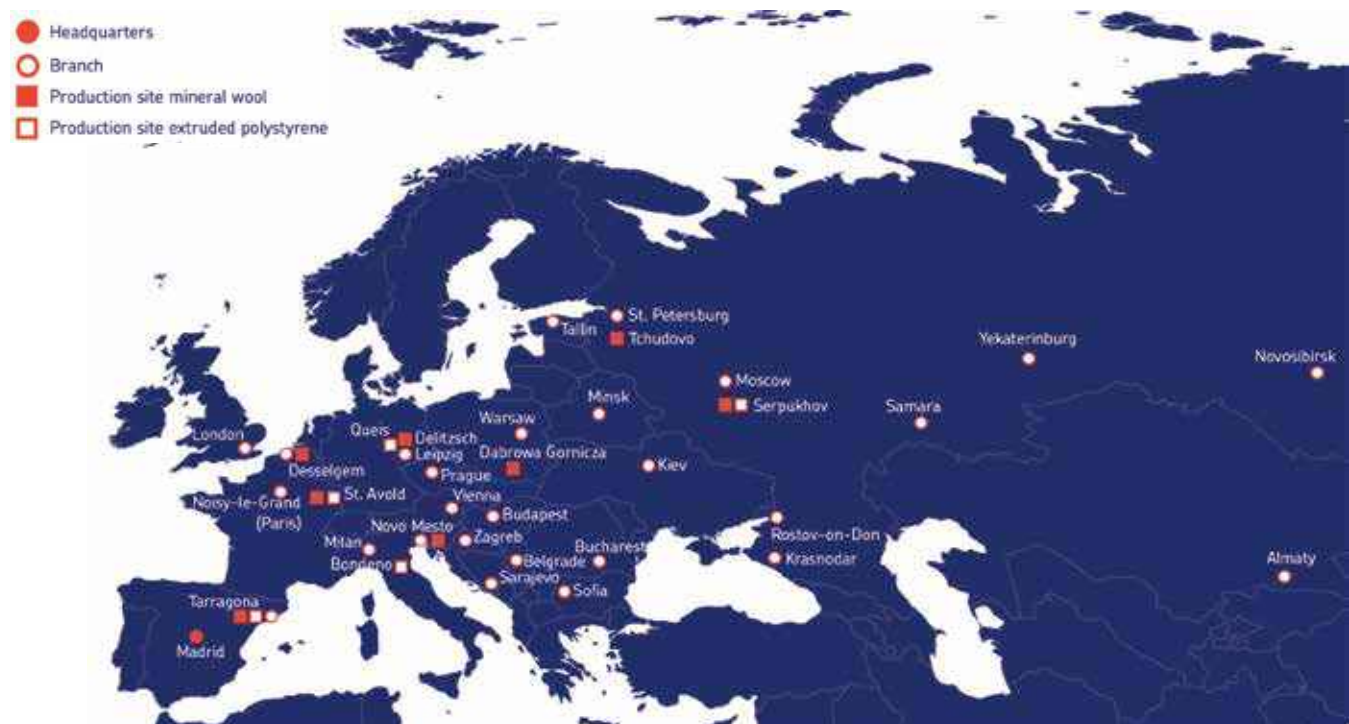 Headquarters
Branch
Production site mineral wool
Production site extruded polystyrene
St. Petersburg
Tallin
Tchudovo
Yekaterinburg
Novosibirsk
Moscow
Minsk
Serpukhov
Samara
Warsaw
Queis
Delitzsch
London
Leipzig
Dabrowa Gornicza
Desselgem
Prague
Kiev
Noisy-le-Grand
(Paris)
St. Avold
Vienna
Budapest
Novo Mesto
Rostov-on-Don
Milan
Zagreb
Bucharest
Bondeno
Belgrade
Krasnodar
Almaty
Sarajevo
Sofia
Tarragona
Madrid